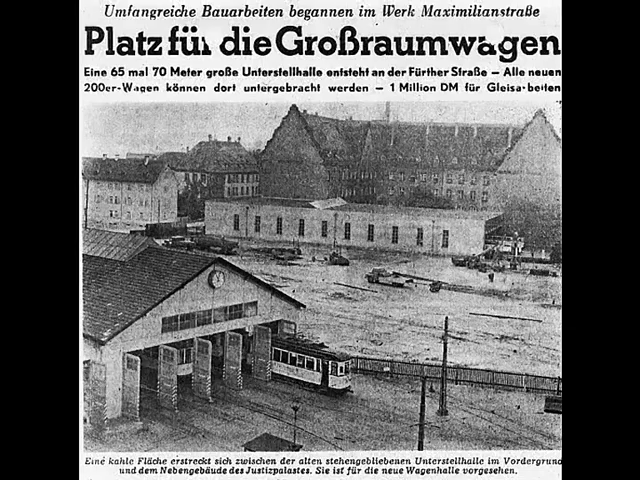 Umfangreiche Bauarbeiten begannen im Werk Maximilianstraße
Platz für die Großraumwagen
Eine 65 mal 70 Meter große Unterstellhalle entsteht an der Fürther Straße – Alle neuen
200er-Wagen können dort untergebracht werden – 1 Million DM für Gleisarbeiten
Eine kahle Fläche erstreckt sich zwischen der alten stehengebliebenen Unterstellhalle im Vordergrund
und dem Nebengebäude des Justizpalastes. Sie ist für die neue Wagenhalle vorgesehen.